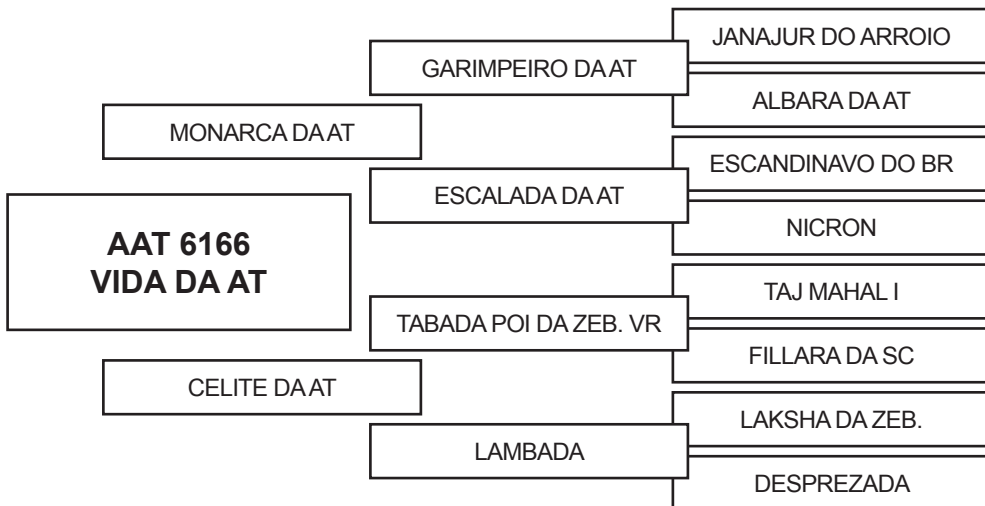 JANAJUR DO ARROIO
GARIMPEIRO DA AT
ALBARA DA AT
MONARCA DA AT
ESCANDINAVO DO BR
ESCALADA DA AT
NICRON
AAT 6166
VIDA DA AT
TAJ MAHAL I
TABADA POI DA ZEB. VR
FILLARA DA SC
CELITE DA AT
LAKSHA DA ZEB.
LAMBADA
DESPREZADA